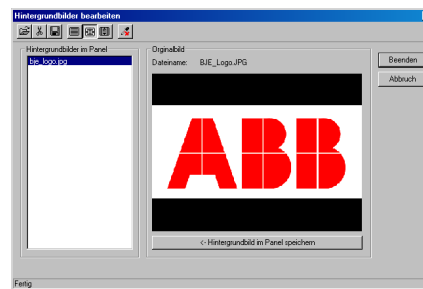 Hintergrundbilder bearbeiten
Hintergrundbilder im Panel
bje_logo.jpg
Orginalbild
Dateiname: BJE_Logo.JPG
ABB
<- Hintergrundbild im Panel speichern
Beenden
Abbruch
Fertig